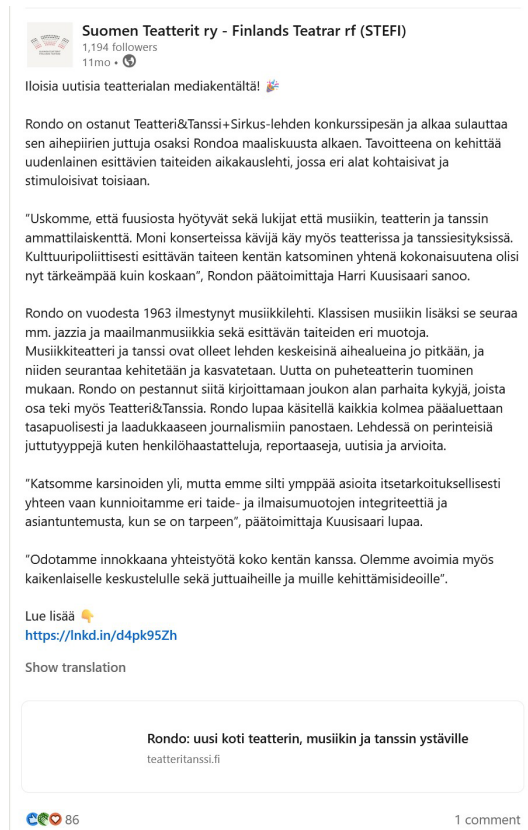 Suomen Teatterit ry - Finlands Teatrar rf (STEFI)
1,194 followers
11mo •
Iloisia uutisia teatterialan mediakentältä! 🎉
Rondo on ostanut Teatteri&Tanssi+Sirkus-lehden konkurssipesän ja alkaa sulauttaa
sen aihepiirien juttuja osaksi Rondoa maaliskuusta alkaen. Tavoitteena on kehittää
uudenlainen esittävien taiteiden aikakauslehti, jossa eri alat kohtaisivat ja
stimuloisivat toisiaan.
”Uskomme, että fuusiosta hyötyvät sekä lukijat että musiikin, teatterin ja tanssin
ammattilaiskenttä. Moni konserteissa kävijä käy myös teatterissa ja tanssiesityksissä.
Kulttuuripoliittisesti esittävän taiteen kentän katsominen yhtenä kokonaisuutena olisi
nyt tärkeämpää kuin koskaan”, Rondon päätoimittaja Harri Kuusisaari sanoo.
Rondo on vuodesta 1963 ilmestynyt musiikkilehti. Klassisen musiikin lisäksi se seuraa
mm. jazzia ja maailmanmusiikkia sekä esittävän taiteiden eri muotoja.
Musiikkiteatteri ja tanssi ovat olleet lehden keskeisinä aihealueina jo pitkään, ja
niiden seurantaa kehitetään ja kasvatetaan. Uutta on puheteatterin tuominen
mukaan. Rondo on pestannut siitä kirjoittamaan joukon alan parhaita kykyjä, joista
osa teki myös Teatteri&Tanssia. Rondo lupaa käsitellä kaikkia kolmea pääaluettaan
tasapuolisesti ja laadukkaaseen journalismiin panostaen. Lehdessä on perinteisiä
juttutyyppejä kuten henkilöhaastatteluja, reportaaseja, uutisia ja arvioita.
”Katsomme karsinoiden yli, mutta emme silti ymppää asioita itsetarkoituksellisesti
yhteen vaan kunnioitamme eri taide- ja ilmaisumuotojen integriteettiä ja
asiantuntemusta, kun se on tarpeen”, päätoimittaja Kuusisaari lupaa.
”Odotamme innokkaana yhteistyötä koko kentän kanssa. Olemme avoimia myös
kaikenlaiselle keskustelulle sekä juttuaiheille ja muille kehittämisideoille”.
Lue lisää 👇
https://lnkd.in/d4pk95Zh
Show translation
Rondo: uusi koti teatterin, musiikin ja tanssin ystäville
teatteritanssi.fi
86
1 comment